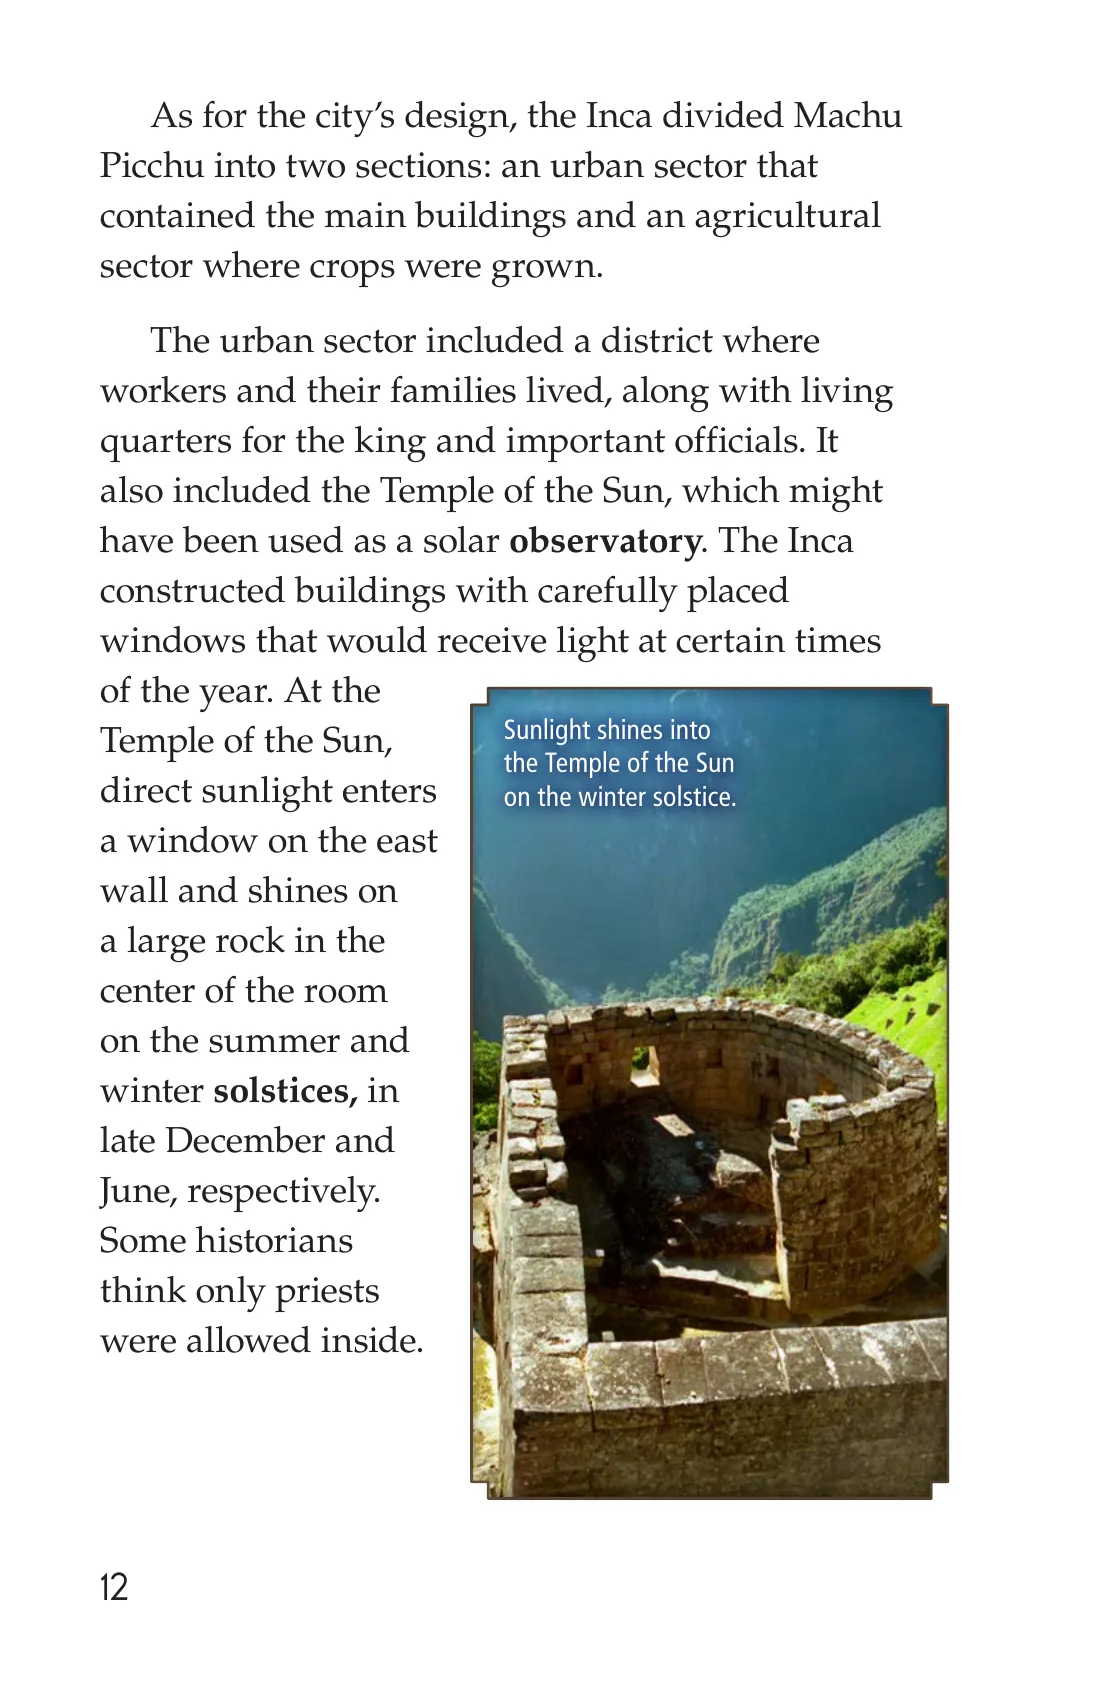 As for the city’s design, the Inca divided Machu
Picchu into two sections: an urban sector that
contained the main buildings and an agricultural
sector where crops were grown.
The urban sector included a district where
workers and their families lived, along with living
quarters for the king and important officials. It
also included the Temple of the Sun, which might
have been used as a solar observatory. The Inca
constructed buildings with carefully placed
windows that would receive light at certain times
of the year. At the
Temple of the Sun,
direct sunlight enters
a window on the east
wall and shines on
a large rock in the
center of the room
on the summer and
winter solstices, in
late December and
June, respectively.
Some historians
think only priests
were allowed inside.
Sunlight shines into
the Temple of the Sun
on the winter solstice.
12